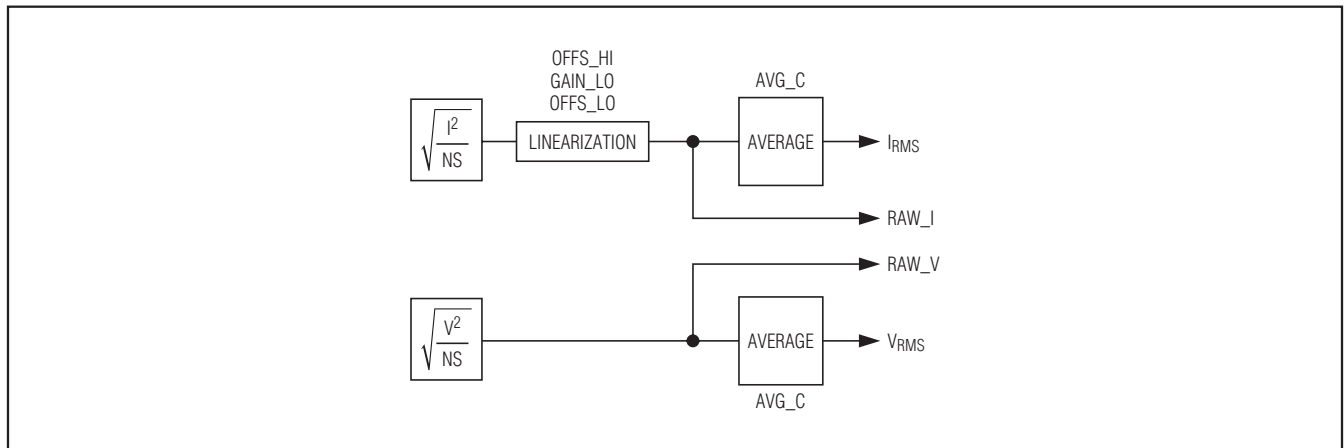 OFFS_HI
GAIN_LO
OFFS_LO
AVG_C
√(I²/NS)
LINEARIZATION
AVERAGE
IRMS
RAW_I
RAW_V
√(V²/NS)
AVERAGE
VRMS
AVG_C